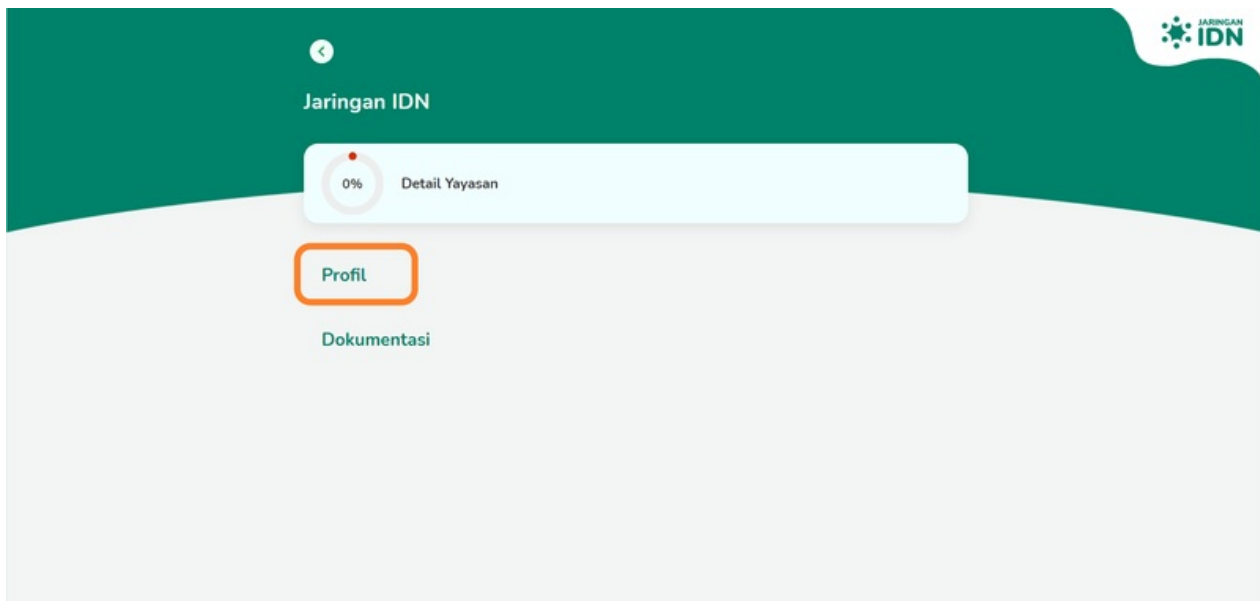 JARINGAN
IDN
Jaringan IDN
0%
Detail Yayasan
Profil
Dokumentasi